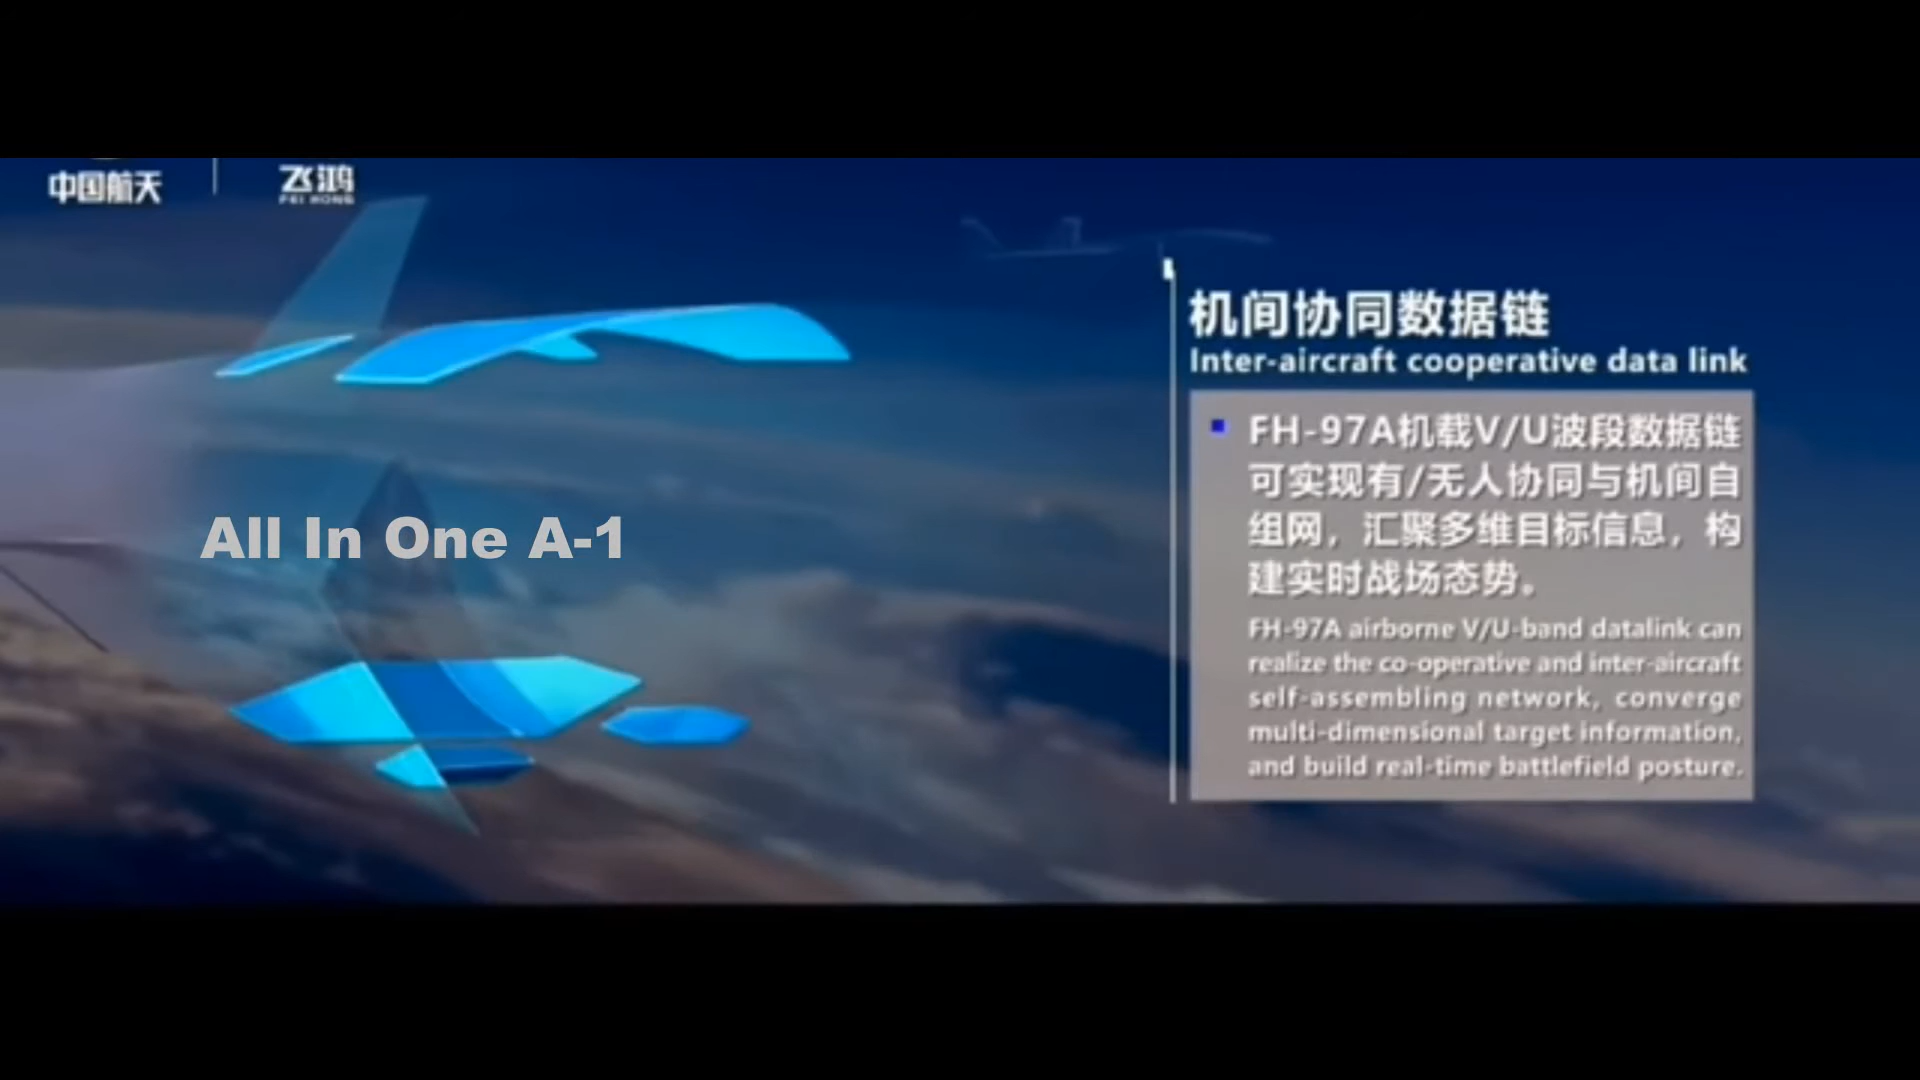 中国航天
飞鸿
FEI HONG
机间协同数据链
Inter-aircraft cooperative data link
FH-97A机载V/U波段数据链
可实现有/无人协同与机间自
组网，汇聚多维目标信息，构
建实时战场态势。
FH-97A airborne V/U-band datalink can
realize the co-operative and inter-aircraft
self-assembling network, converge
multi-dimensional target information,
and build real-time battlefield posture.
All In One A-1